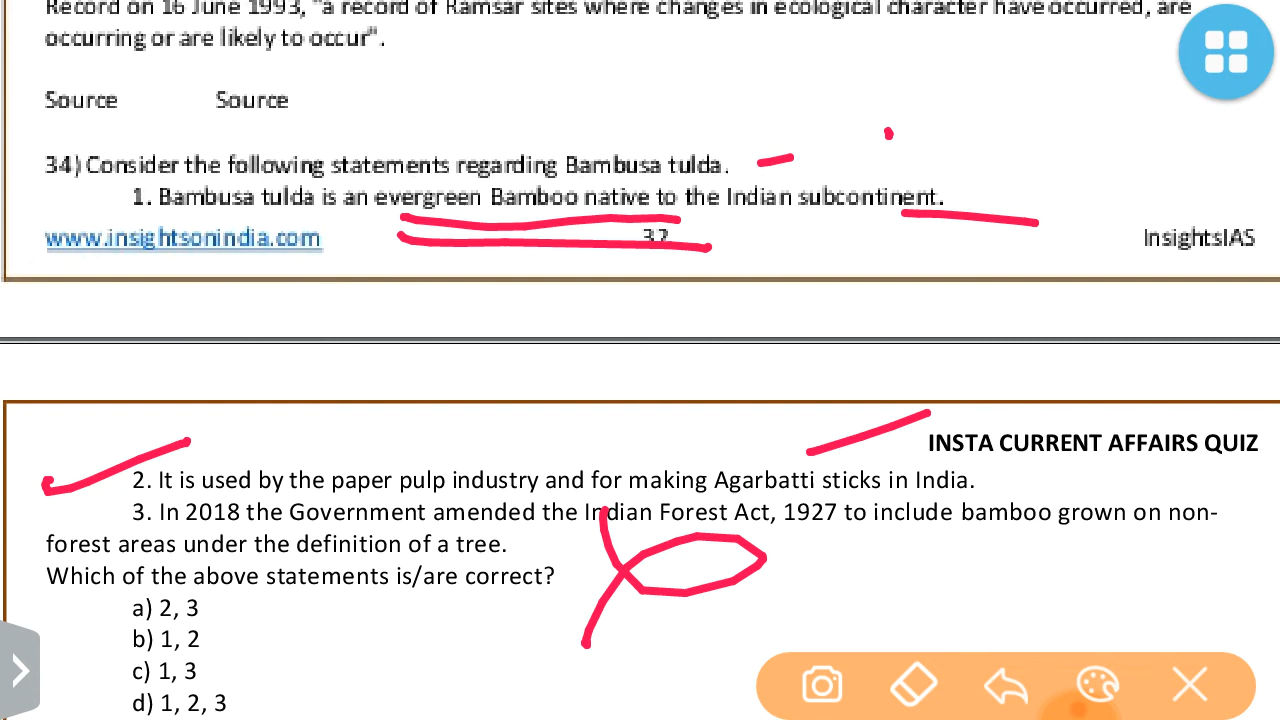 Record on 16 June 1993, "a record of Ramsar sites where changes in ecological character have occurred, are
occurring or are likely to occur".
Source Source
34) Consider the following statements regarding Bambusa tulda.
1. Bambusa tulda is an evergreen Bamboo native to the Indian subcontinent.
www.insightsonindia.com 32 InsightsIAS
INSTA CURRENT AFFAIRS QUIZ
2. It is used by the paper pulp industry and for making Agarbatti sticks in India.
3. In 2018 the Government amended the Indian Forest Act, 1927 to include bamboo grown on non-
forest areas under the definition of a tree.
Which of the above statements is/are correct?
a) 2, 3
b) 1, 2
c) 1, 3
d) 1, 2, 3